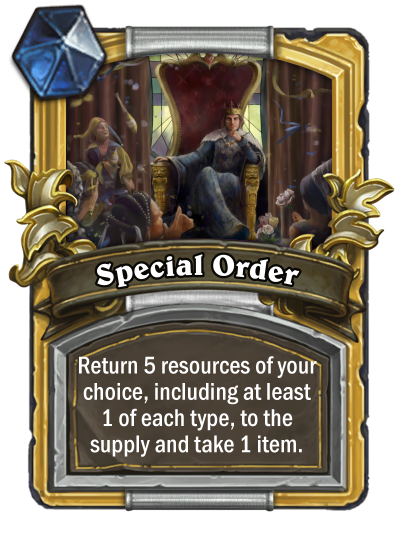 Special Order
Return 5 resources of your
choice, including at least
1 of each type, to the
supply and take 1 item.